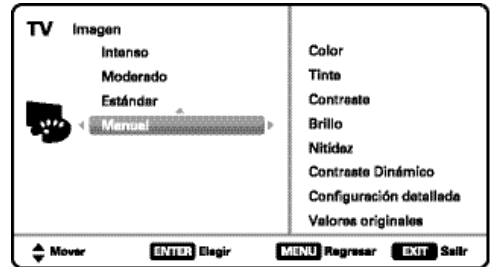 TV Imagen
Intenso
Moderado
Estándar
Manual
Color
Tinte
Contraste
Brillo
Nitidez
Contraste Dinámico
Configuración detallada
Valores originales
Mover ENTER Elegir MENU Regresar EXIT Salir